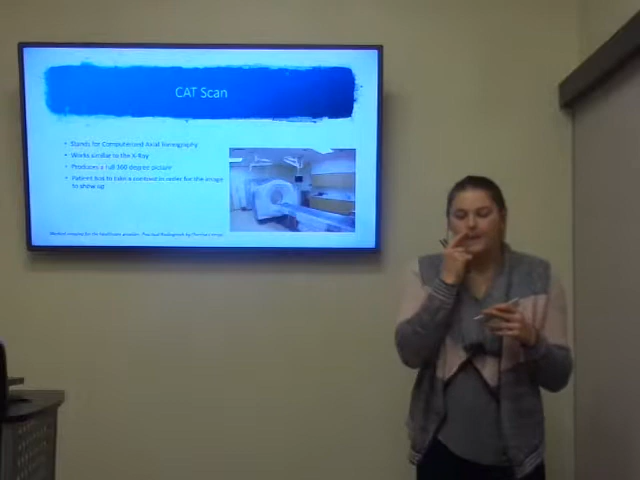 CAT Scan
• Stands for Computerized Axial Tomography
• Works similar to the X-Ray
• Produces a full 360 degree picture
• Patient has to take a contrast in order for the image
to show up